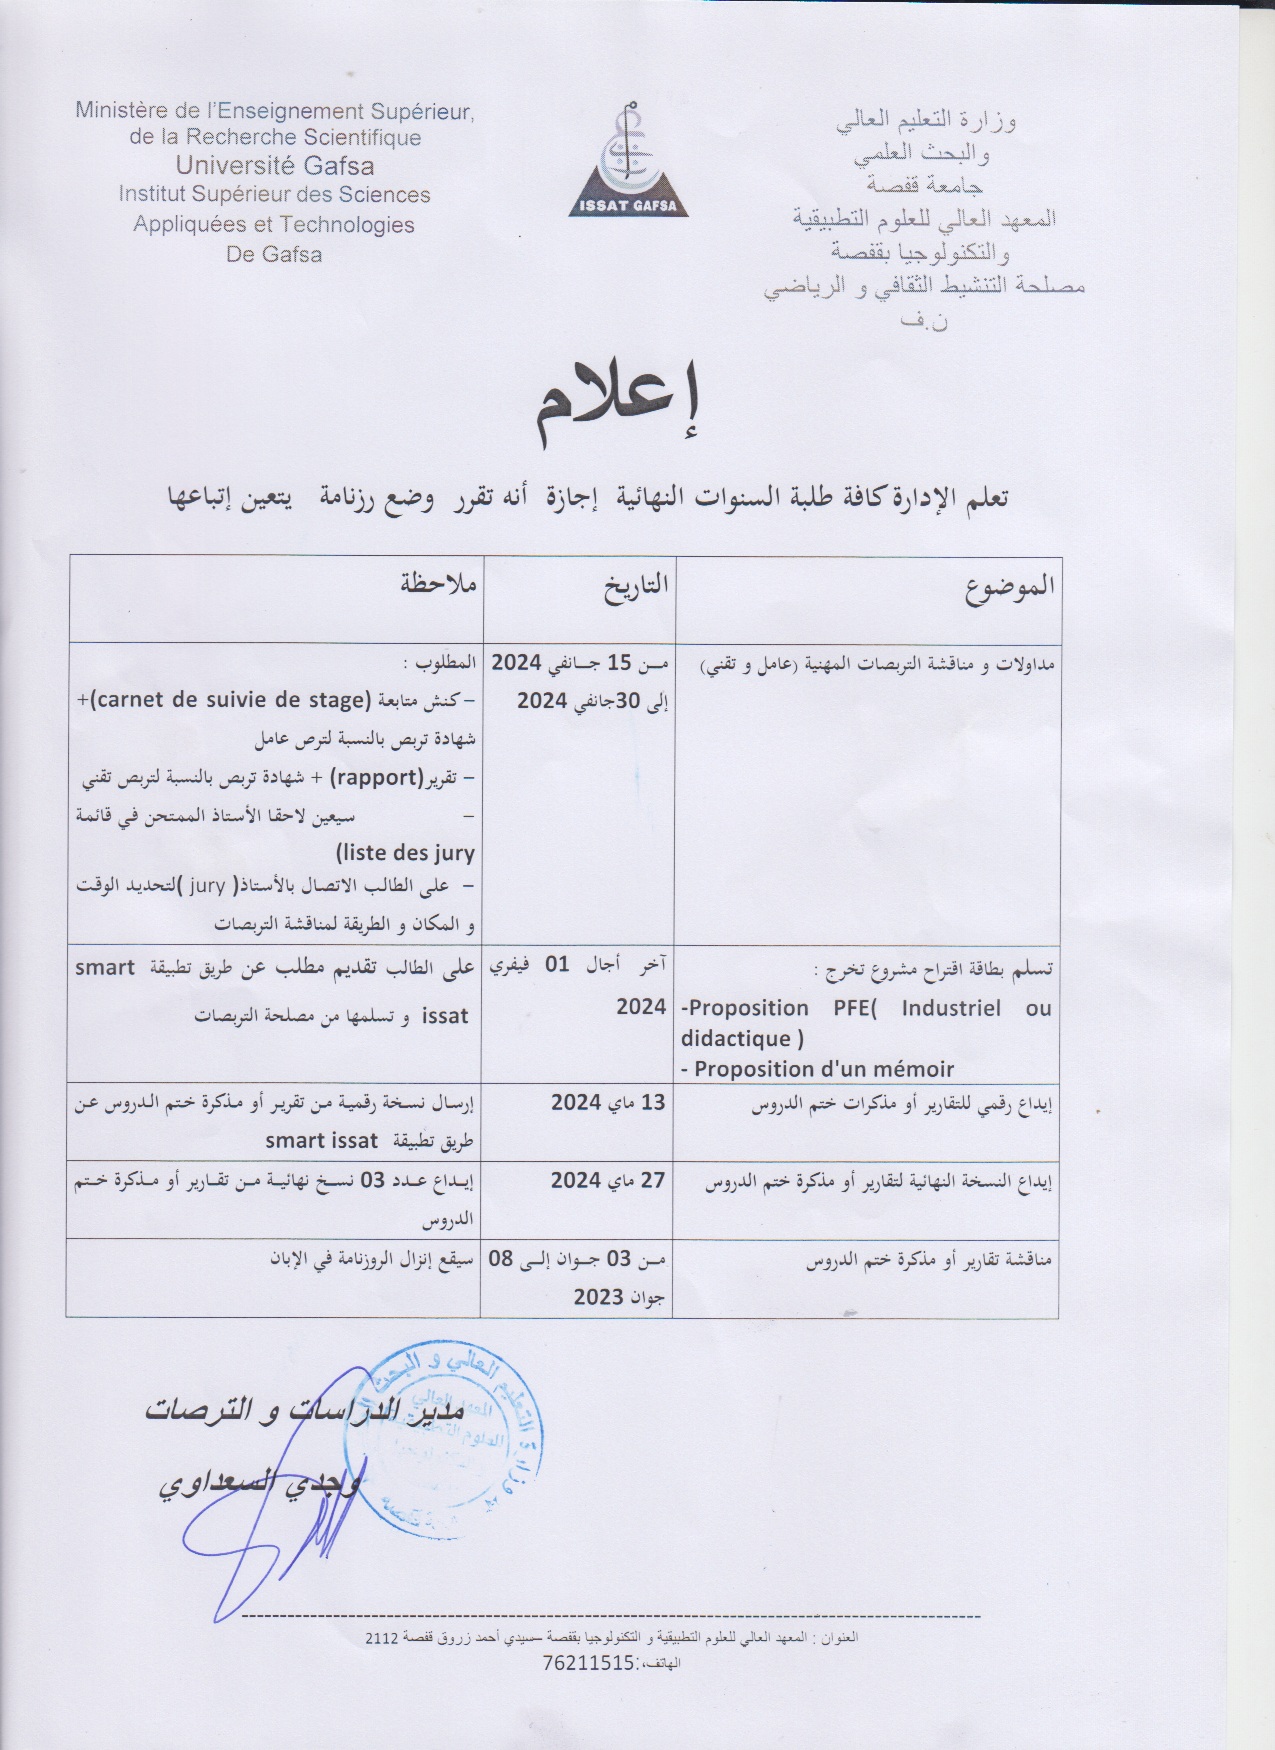 Ministère de l'Enseignement Supérieur,
de la Recherche Scientifique
Université Gafsa
Institut Supérieur des Sciences
Appliquées et Technologies
De Gafsa
ISSAT GAFSA
وزارة التعليم العالي
والبحث العلمي
جامعة قفصة
المعهد العالي للعلوم التطبيقية
والتكنولوجيا بقفصة
مصلحة التنشيط الثقافي و الرياضي
ن.ف
إعلام
تعلم الإدارة كافة طلبة السنوات النهائية إجازة أنه تقرر وضع رزنامة يتعين إتباعها
الموضوع
التاريخ
ملاحظة
مداولات و مناقشة التربصات المهنية (عامل و تقني)
من 15 جانفي 2024
إلى 30جانفي 2024
المطلوب :
– كنش متابعة (carnet de suivie de stage)+
شهادة تربص بالنسبة لترص عامل
– تقرير(rapport) + شهادة تربص بالنسبة لتربص تقني
– سيعين لاحقا الأستاذ الممتحن في قائمة
(liste des jury
– على الطالب الاتصال بالأستاذ( jury )لتحديد الوقت
و المكان و الطريقة لمناقشة التربصات
تسلم بطاقة اقتراح مشروع تخرج :
-Proposition PFE( Industriel ou
didactique )
- Proposition d'un mémoir
آخر أجال 01 فيفري
2024
على الطالب تقديم مطلب عن طريق تطبيقة smart
issat و تسلمها من مصلحة التربصات
إيداع رقمي للتقارير أو مذكرات ختم الدروس
13 ماي 2024
إرسال نسخة رقمية من تقرير أو مذكرة ختم الدروس عن
طريق تطبيقة smart issat
إيداع النسخة النهائية لتقارير أو مذكرة ختم الدروس
27 ماي 2024
إيداع عدد 03 نسخ نهائية من تقارير أو مذكرة ختم
الدروس
مناقشة تقارير أو مذكرة ختم الدروس
من 03 جوان إلى 08
جوان 2023
سيقع إنزال الروزنامة في الإبان
مدير الدراسات و الترصات
وجدي السعداوي
وزارة التعليم العالي و البحث
المعهد العالي
للعلوم التطبيقية
قفصة
العنوان : المعهد العالي للعلوم التطبيقية و التكنولوجيا بقفصة –سيدي أحمد زروق قفصة 2112
الهاتف،:76211515